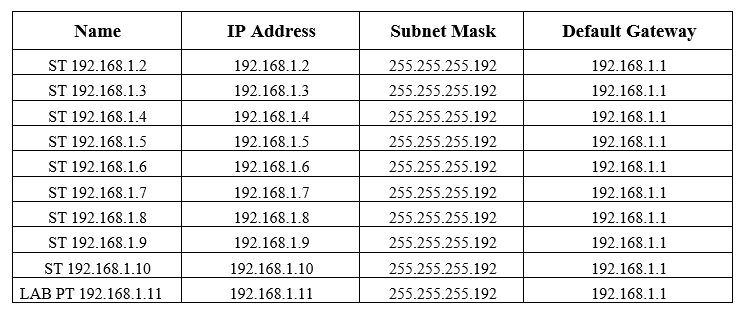 Name IP Address Subnet Mask Default Gateway
ST 192.168.1.2 192.168.1.2 255.255.255.192 192.168.1.1
ST 192.168.1.3 192.168.1.3 255.255.255.192 192.168.1.1
ST 192.168.1.4 192.168.1.4 255.255.255.192 192.168.1.1
ST 192.168.1.5 192.168.1.5 255.255.255.192 192.168.1.1
ST 192.168.1.6 192.168.1.6 255.255.255.192 192.168.1.1
ST 192.168.1.7 192.168.1.7 255.255.255.192 192.168.1.1
ST 192.168.1.8 192.168.1.8 255.255.255.192 192.168.1.1
ST 192.168.1.9 192.168.1.9 255.255.255.192 192.168.1.1
ST 192.168.1.10 192.168.1.10 255.255.255.192 192.168.1.1
LAB PT 192.168.1.11 192.168.1.11 255.255.255.192 192.168.1.1